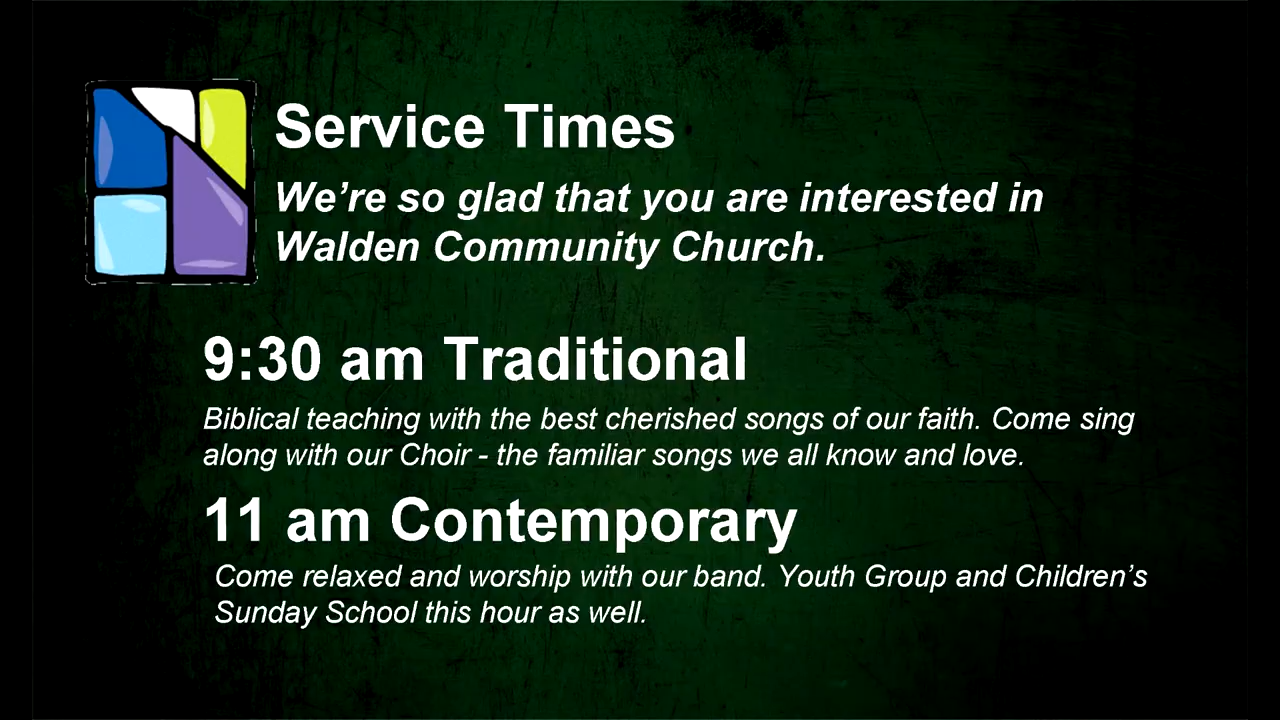 Service Times
We’re so glad that you are interested in
Walden Community Church.
9:30 am Traditional
Biblical teaching with the best cherished songs of our faith. Come sing
along with our Choir - the familiar songs we all know and love.
11 am Contemporary
Come relaxed and worship with our band. Youth Group and Children’s
Sunday School this hour as well.